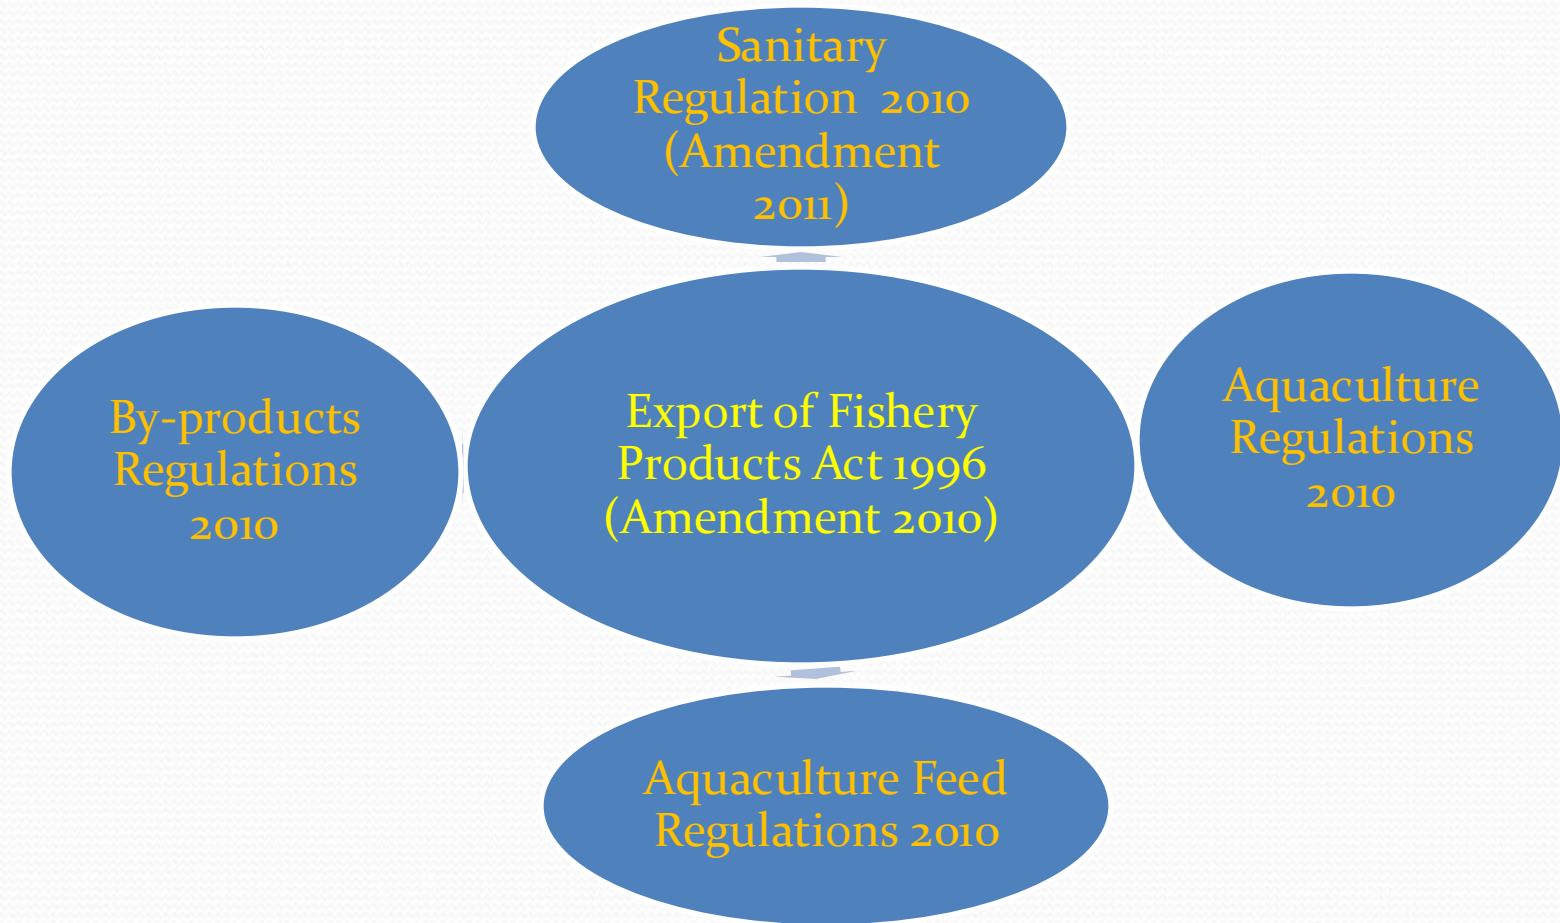 Sanitary
Regulation 2010
(Amendment
2011)
By-products
Regulations
2010
Export of Fishery
Products Act 1996
(Amendment 2010)
Aquaculture
Regulations
2010
Aquaculture Feed
Regulations 2010